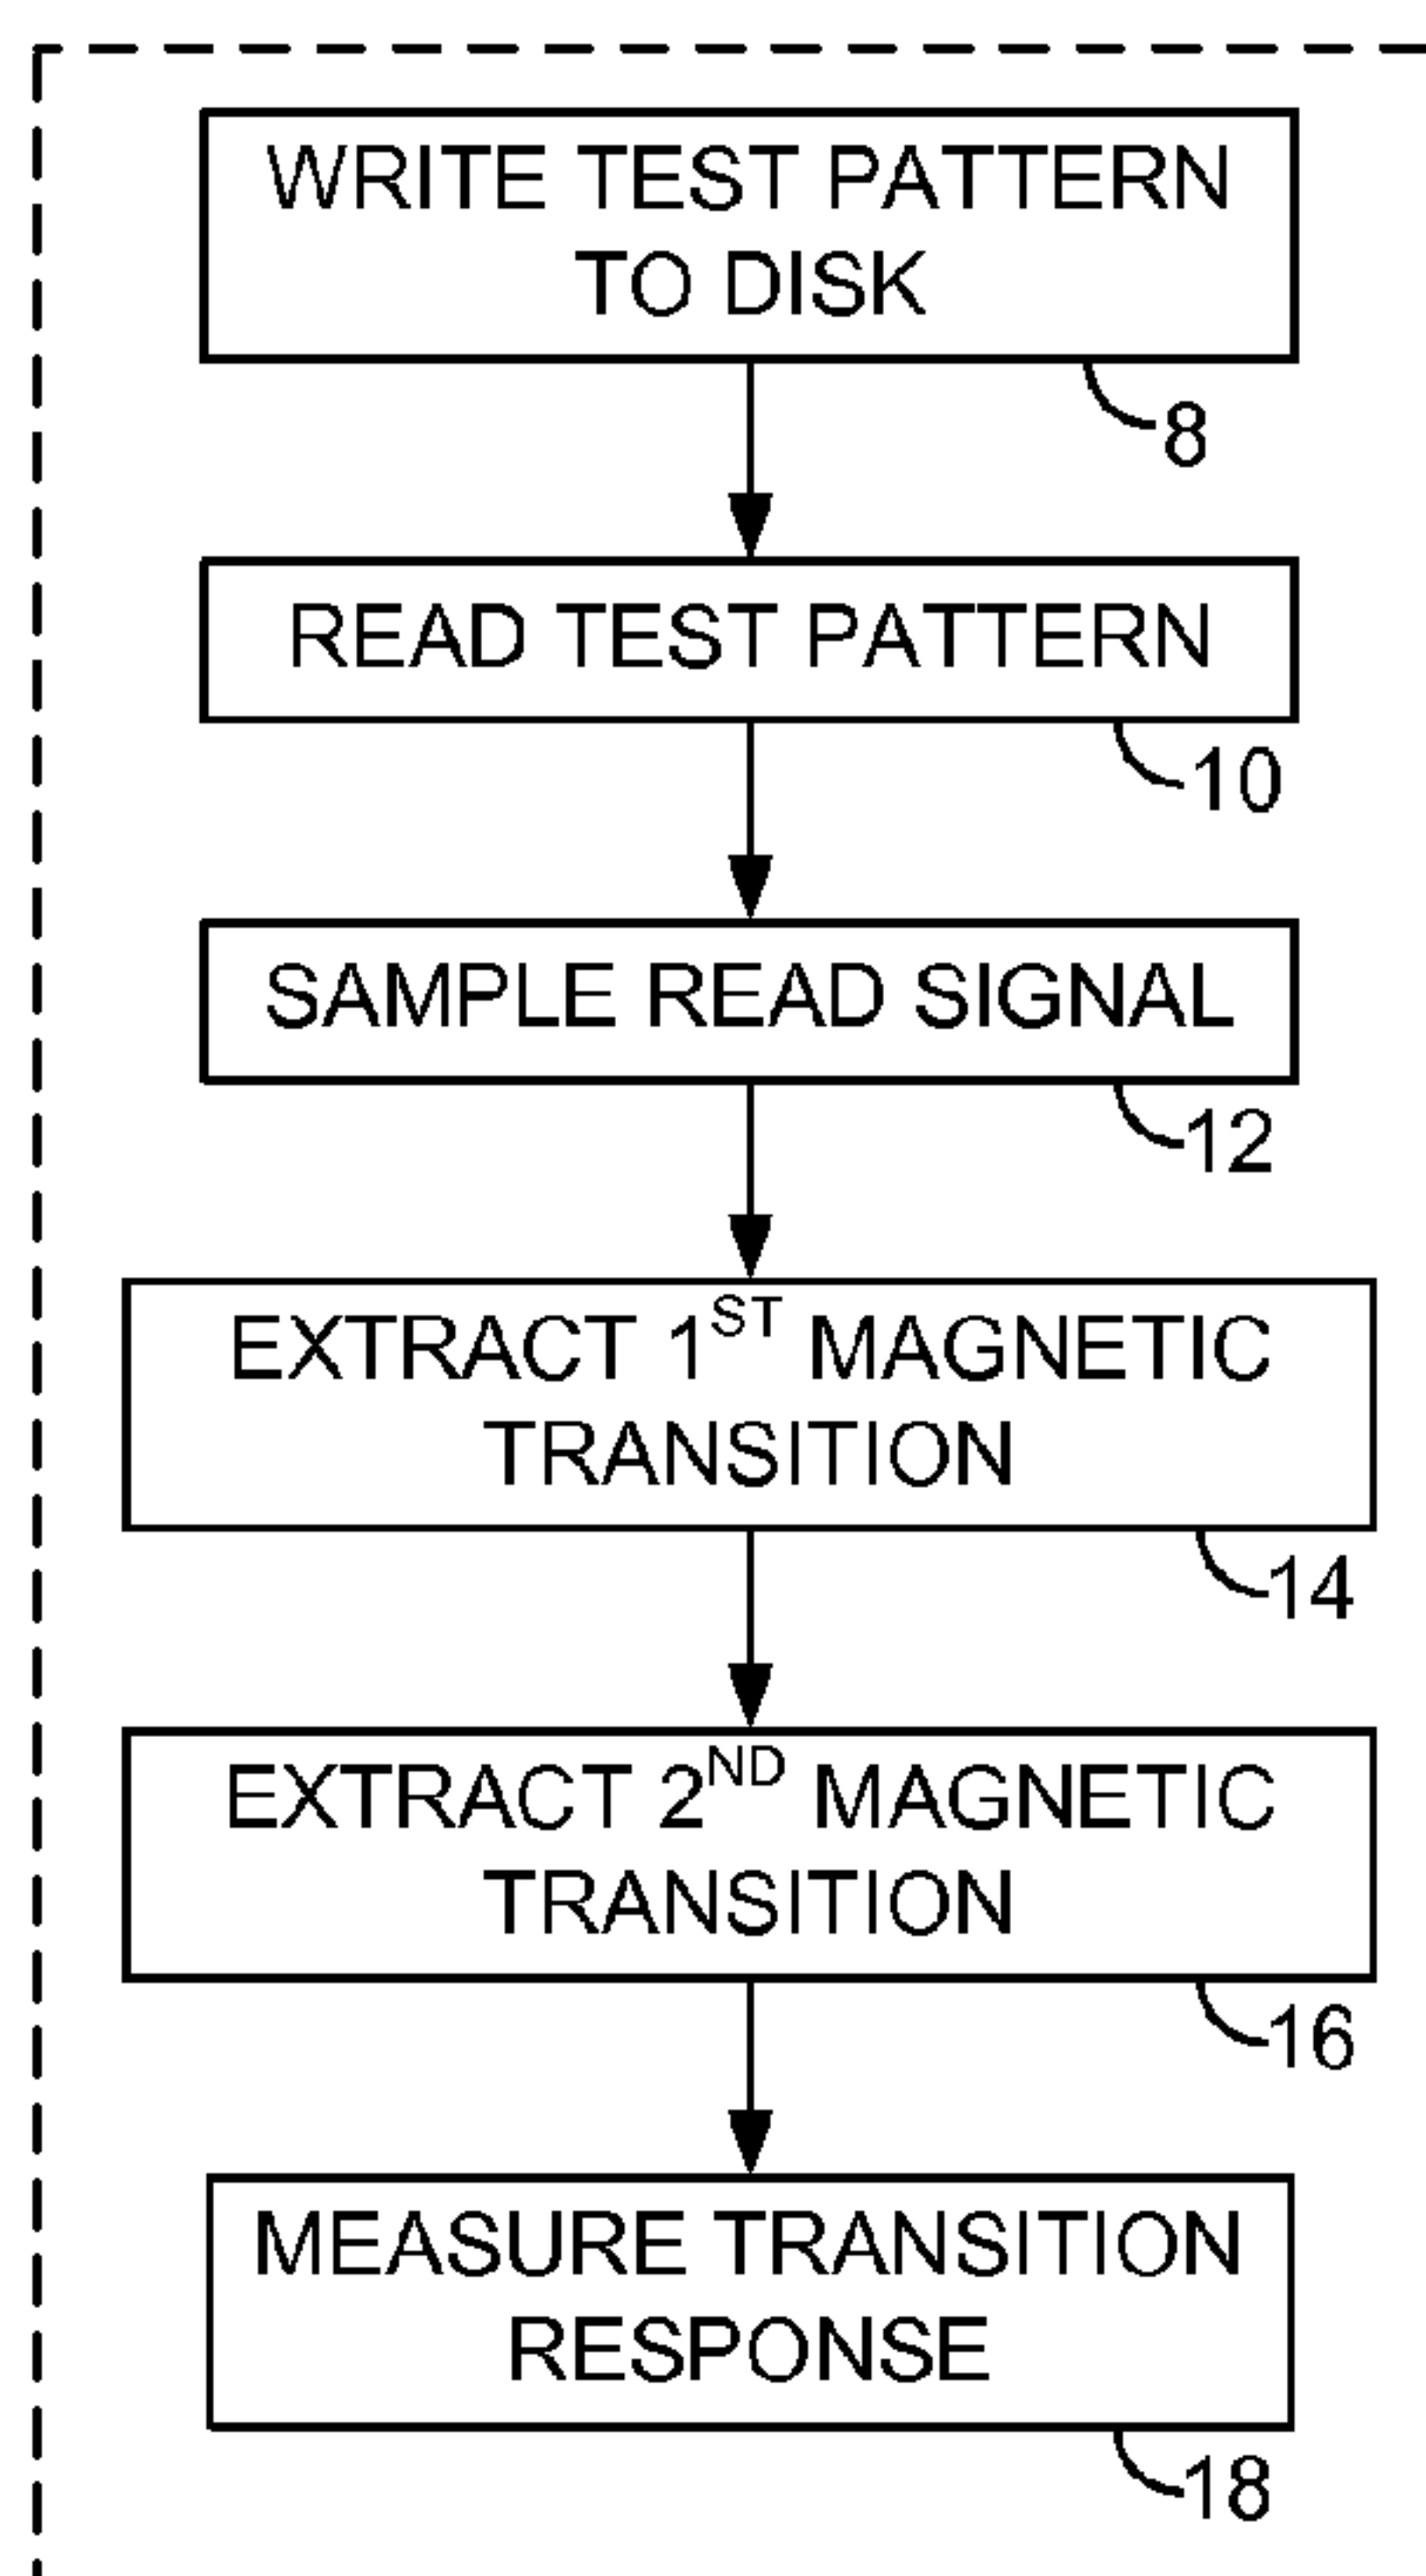 WRITE TEST PATTERN
TO DISK
8
READ TEST PATTERN
10
SAMPLE READ SIGNAL
12
EXTRACT 1ST MAGNETIC
TRANSITION
14
EXTRACT 2ND MAGNETIC
TRANSITION
16
MEASURE TRANSITION
RESPONSE
18